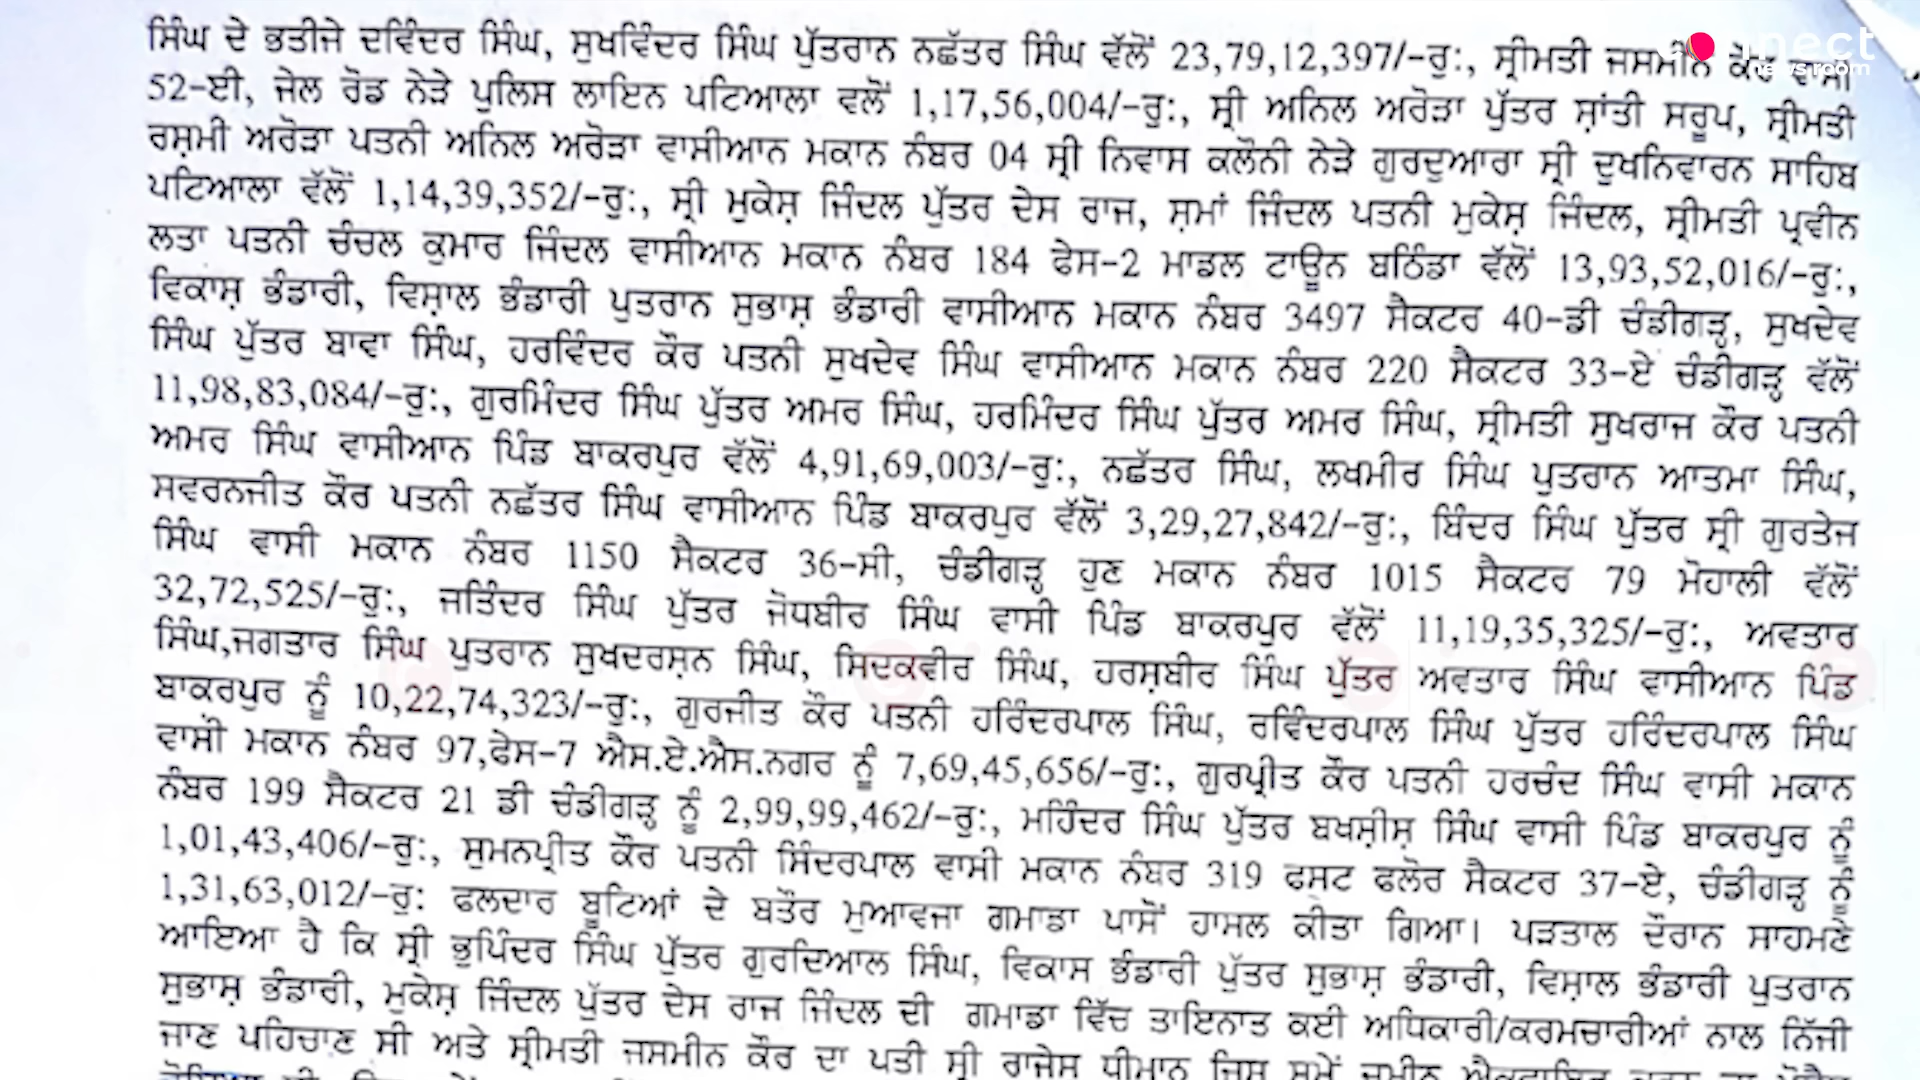 ਸਿੰਘ ਦੇ ਭਤੀਜੇ ਦਵਿੰਦਰ ਸਿੰਘ, ਸੁਖਵਿੰਦਰ ਸਿੰਘ ਪੁੱਤਰਾਨ ਨਛੱਤਰ ਸਿੰਘ ਵੱਲੋਂ 23,79,12,397/-ਰੁ:, ਸ੍ਰੀਮਤੀ ਜਸਮੀਨ ਕੌਰ ਵਾਸੀ
connect
newsroom
52-ਈ, ਜੇਲ ਰੋਡ ਨੇੜੇ ਪੁਲਿਸ ਲਾਇਨ ਪਟਿਆਲਾ ਵਲੋਂ 1,17,56,004/-ਰੁ:, ਸ੍ਰੀ ਅਨਿਲ ਅਰੋੜਾ ਪੁੱਤਰ ਸ਼ਾਂਤੀ ਸਰੂਪ, ਸ੍ਰੀਮਤੀ
ਰਸ਼ਮੀ ਅਰੋੜਾ ਪਤਨੀ ਅਨਿਲ ਅਰੋੜਾ ਵਾਸੀਆਨ ਮਕਾਨ ਨੰਬਰ 04 ਸ੍ਰੀ ਨਿਵਾਸ ਕਲੌਨੀ ਨੇੜੇ ਗੁਰਦੁਆਰਾ ਸ੍ਰੀ ਦੁਖਨਿਵਾਰਨ ਸਾਹਿਬ
ਪਟਿਆਲਾ ਵੱਲੋਂ 1,14,39,352/-ਰੁ:, ਸ੍ਰੀ ਮੁਕੇਸ਼ ਜਿੰਦਲ ਪੁੱਤਰ ਦੇਸ ਰਾਜ, ਸ਼ਮਾਂ ਜਿੰਦਲ ਪਤਨੀ ਮੁਕੇਸ਼ ਜਿੰਦਲ, ਸ੍ਰੀਮਤੀ ਪ੍ਰਵੀਨ
ਲਤਾ ਪਤਨੀ ਚੰਚਲ ਕੁਮਾਰ ਜਿੰਦਲ ਵਾਸੀਆਨ ਮਕਾਨ ਨੰਬਰ 184 ਫੇਸ-2 ਮਾਡਲ ਟਾਊਨ ਬਠਿੰਡਾ ਵੱਲੋਂ 13,93,52,016/-ਰੁ:,
ਵਿਕਾਸ਼ ਭੰਡਾਰੀ, ਵਿਸ਼ਾਲ ਭੰਡਾਰੀ ਪੁਤਰਾਨ ਸੁਭਾਸ਼ ਭੰਡਾਰੀ ਵਾਸੀਆਨ ਮਕਾਨ ਨੰਬਰ 3497 ਸੈਕਟਰ 40-ਡੀ ਚੰਡੀਗੜ੍ਹ, ਸੁਖਦੇਵ
ਸਿੰਘ ਪੁੱਤਰ ਬਾਵਾ ਸਿੰਘ, ਹਰਵਿੰਦਰ ਕੌਰ ਪਤਨੀ ਸੁਖਦੇਵ ਸਿੰਘ ਵਾਸੀਆਨ ਮਕਾਨ ਨੰਬਰ 220 ਸੈਕਟਰ 33-ਏ ਚੰਡੀਗੜ੍ਹ ਵੱਲੋਂ
11,98,83,084/-ਰੁ:, ਗੁਰਮਿੰਦਰ ਸਿੰਘ ਪੁੱਤਰ ਅਮਰ ਸਿੰਘ, ਹਰਮਿੰਦਰ ਸਿੰਘ ਪੁੱਤਰ ਅਮਰ ਸਿੰਘ, ਸ੍ਰੀਮਤੀ ਸੁਖਰਾਜ ਕੌਰ ਪਤਨੀ
ਅਮਰ ਸਿੰਘ ਵਾਸੀਆਨ ਪਿੰਡ ਬਾਕਰਪੁਰ ਵੱਲੋਂ 4,91,69,003/-ਰੁ:, ਨਛੱਤਰ ਸਿੰਘ, ਲਖਮੀਰ ਸਿੰਘ ਪੁਤਰਾਨ ਆਤਮਾ ਸਿੰਘ,
ਸਵਰਨਜੀਤ ਕੌਰ ਪਤਨੀ ਨਛੱਤਰ ਸਿੰਘ ਵਾਸੀਆਨ ਪਿੰਡ ਬਾਕਰਪੁਰ ਵੱਲੋਂ 3,29,27,842/-ਰੁ:, ਬਿੰਦਰ ਸਿੰਘ ਪੁੱਤਰ ਸ੍ਰੀ ਗੁਰਤੇਜ
ਸਿੰਘ ਵਾਸੀ ਮਕਾਨ ਨੰਬਰ 1150 ਸੈਕਟਰ 36-ਸੀ, ਚੰਡੀਗੜ੍ਹ ਹੁਣ ਮਕਾਨ ਨੰਬਰ 1015 ਸੈਕਟਰ 79 ਮੋਹਾਲੀ ਵੱਲੋਂ
32,72,525/-ਰੁ:, ਜਤਿੰਦਰ ਸਿੰਘ ਪੁੱਤਰ ਜੋਧਬੀਰ ਸਿੰਘ ਵਾਸੀ ਪਿੰਡ ਬਾਕਰਪੁਰ ਵੱਲੋਂ 11,19,35,325/-ਰੁ:, ਅਵਤਾਰ
ਸਿੰਘ,ਜਗਤਾਰ ਸਿੰਘ ਪੁਤਰਾਨ ਸੁਖਦਰਸ਼ਨ ਸਿੰਘ, ਸਿਦਕਵੀਰ ਸਿੰਘ, ਹਰਸ਼ਬੀਰ ਸਿੰਘ ਪੁੱਤਰ ਅਵਤਾਰ ਸਿੰਘ ਵਾਸੀਆਨ ਪਿੰਡ
ਬਾਕਰਪੁਰ ਨੂੰ 10,22,74,323/-ਰੁ:, ਗੁਰਜੀਤ ਕੌਰ ਪਤਨੀ ਹਰਿੰਦਰਪਾਲ ਸਿੰਘ, ਰਵਿੰਦਰਪਾਲ ਸਿੰਘ ਪੁੱਤਰ ਹਰਿੰਦਰਪਾਲ ਸਿੰਘ
ਵਾਸੀ ਮਕਾਨ ਨੰਬਰ 97,ਫੇਸ-7 ਐਸ.ਏ.ਐਸ.ਨਗਰ ਨੂੰ 7,69,45,656/-ਰੁ:, ਗੁਰਪ੍ਰੀਤ ਕੌਰ ਪਤਨੀ ਹਰਚੰਦ ਸਿੰਘ ਵਾਸੀ ਮਕਾਨ
ਨੰਬਰ 199 ਸੈਕਟਰ 21 ਡੀ ਚੰਡੀਗੜ੍ਹ ਨੂੰ 2,99,99,462/-ਰੁ:, ਮਹਿੰਦਰ ਸਿੰਘ ਪੁੱਤਰ ਬਖਸ਼ੀਸ਼ ਸਿੰਘ ਵਾਸੀ ਪਿੰਡ ਬਾਕਰਪੁਰ ਨੂੰ
1,01,43,406/-ਰੁ:, ਸੁਮਨਪ੍ਰੀਤ ਕੌਰ ਪਤਨੀ ਸਿੰਦਰਪਾਲ ਵਾਸੀ ਮਕਾਨ ਨੰਬਰ 319 ਫਸਟ ਫਲੋਰ ਸੈਕਟਰ 37-ਏ, ਚੰਡੀਗੜ੍ਹ ਨੂੰ
1,31,63,012/-ਰੁ: ਫਲਦਾਰ ਬੂਟਿਆਂ ਦੇ ਬਤੌਰ ਮੁਆਵਜਾ ਗਮਾਡਾ ਪਾਸੋਂ ਹਾਸਲ ਕੀਤਾ ਗਿਆ। ਪੜਤਾਲ ਦੌਰਾਨ ਸਾਹਮਣੇ
ਆਇਆ ਹੈ ਕਿ ਸ੍ਰੀ ਭੁਪਿੰਦਰ ਸਿੰਘ ਪੁੱਤਰ ਗੁਰਦਿਆਲ ਸਿੰਘ, ਵਿਕਾਸ ਭੰਡਾਰੀ ਪੁੱਤਰ ਸੁਭਾਸ਼ ਭੰਡਾਰੀ, ਵਿਸ਼ਾਲ ਭੰਡਾਰੀ ਪੁਤਰਾਨ
ਸੁਭਾਸ਼ ਭੰਡਾਰੀ, ਮੁਕੇਸ਼ ਜਿੰਦਲ ਪੁੱਤਰ ਦੇਸ ਰਾਜ ਜਿੰਦਲ ਦੀ ਗਮਾਡਾ ਵਿੱਚ ਤਾਇਨਾਤ ਕਈ ਅਧਿਕਾਰੀ/ਕਰਮਚਾਰੀਆਂ ਨਾਲ ਨਿੱਜੀ
ਜਾਣ ਪਹਿਚਾਣ ਸੀ ਅਤੇ ਸ੍ਰੀਮਤੀ ਜਸਮੀਨ ਕੌਰ ਦਾ ਪਤੀ ਸ੍ਰੀ ਰਾਜੇਸ ਧੀਮਾਨ ਜਿਸ ਸਮੇਂ ਜਮੀਨ